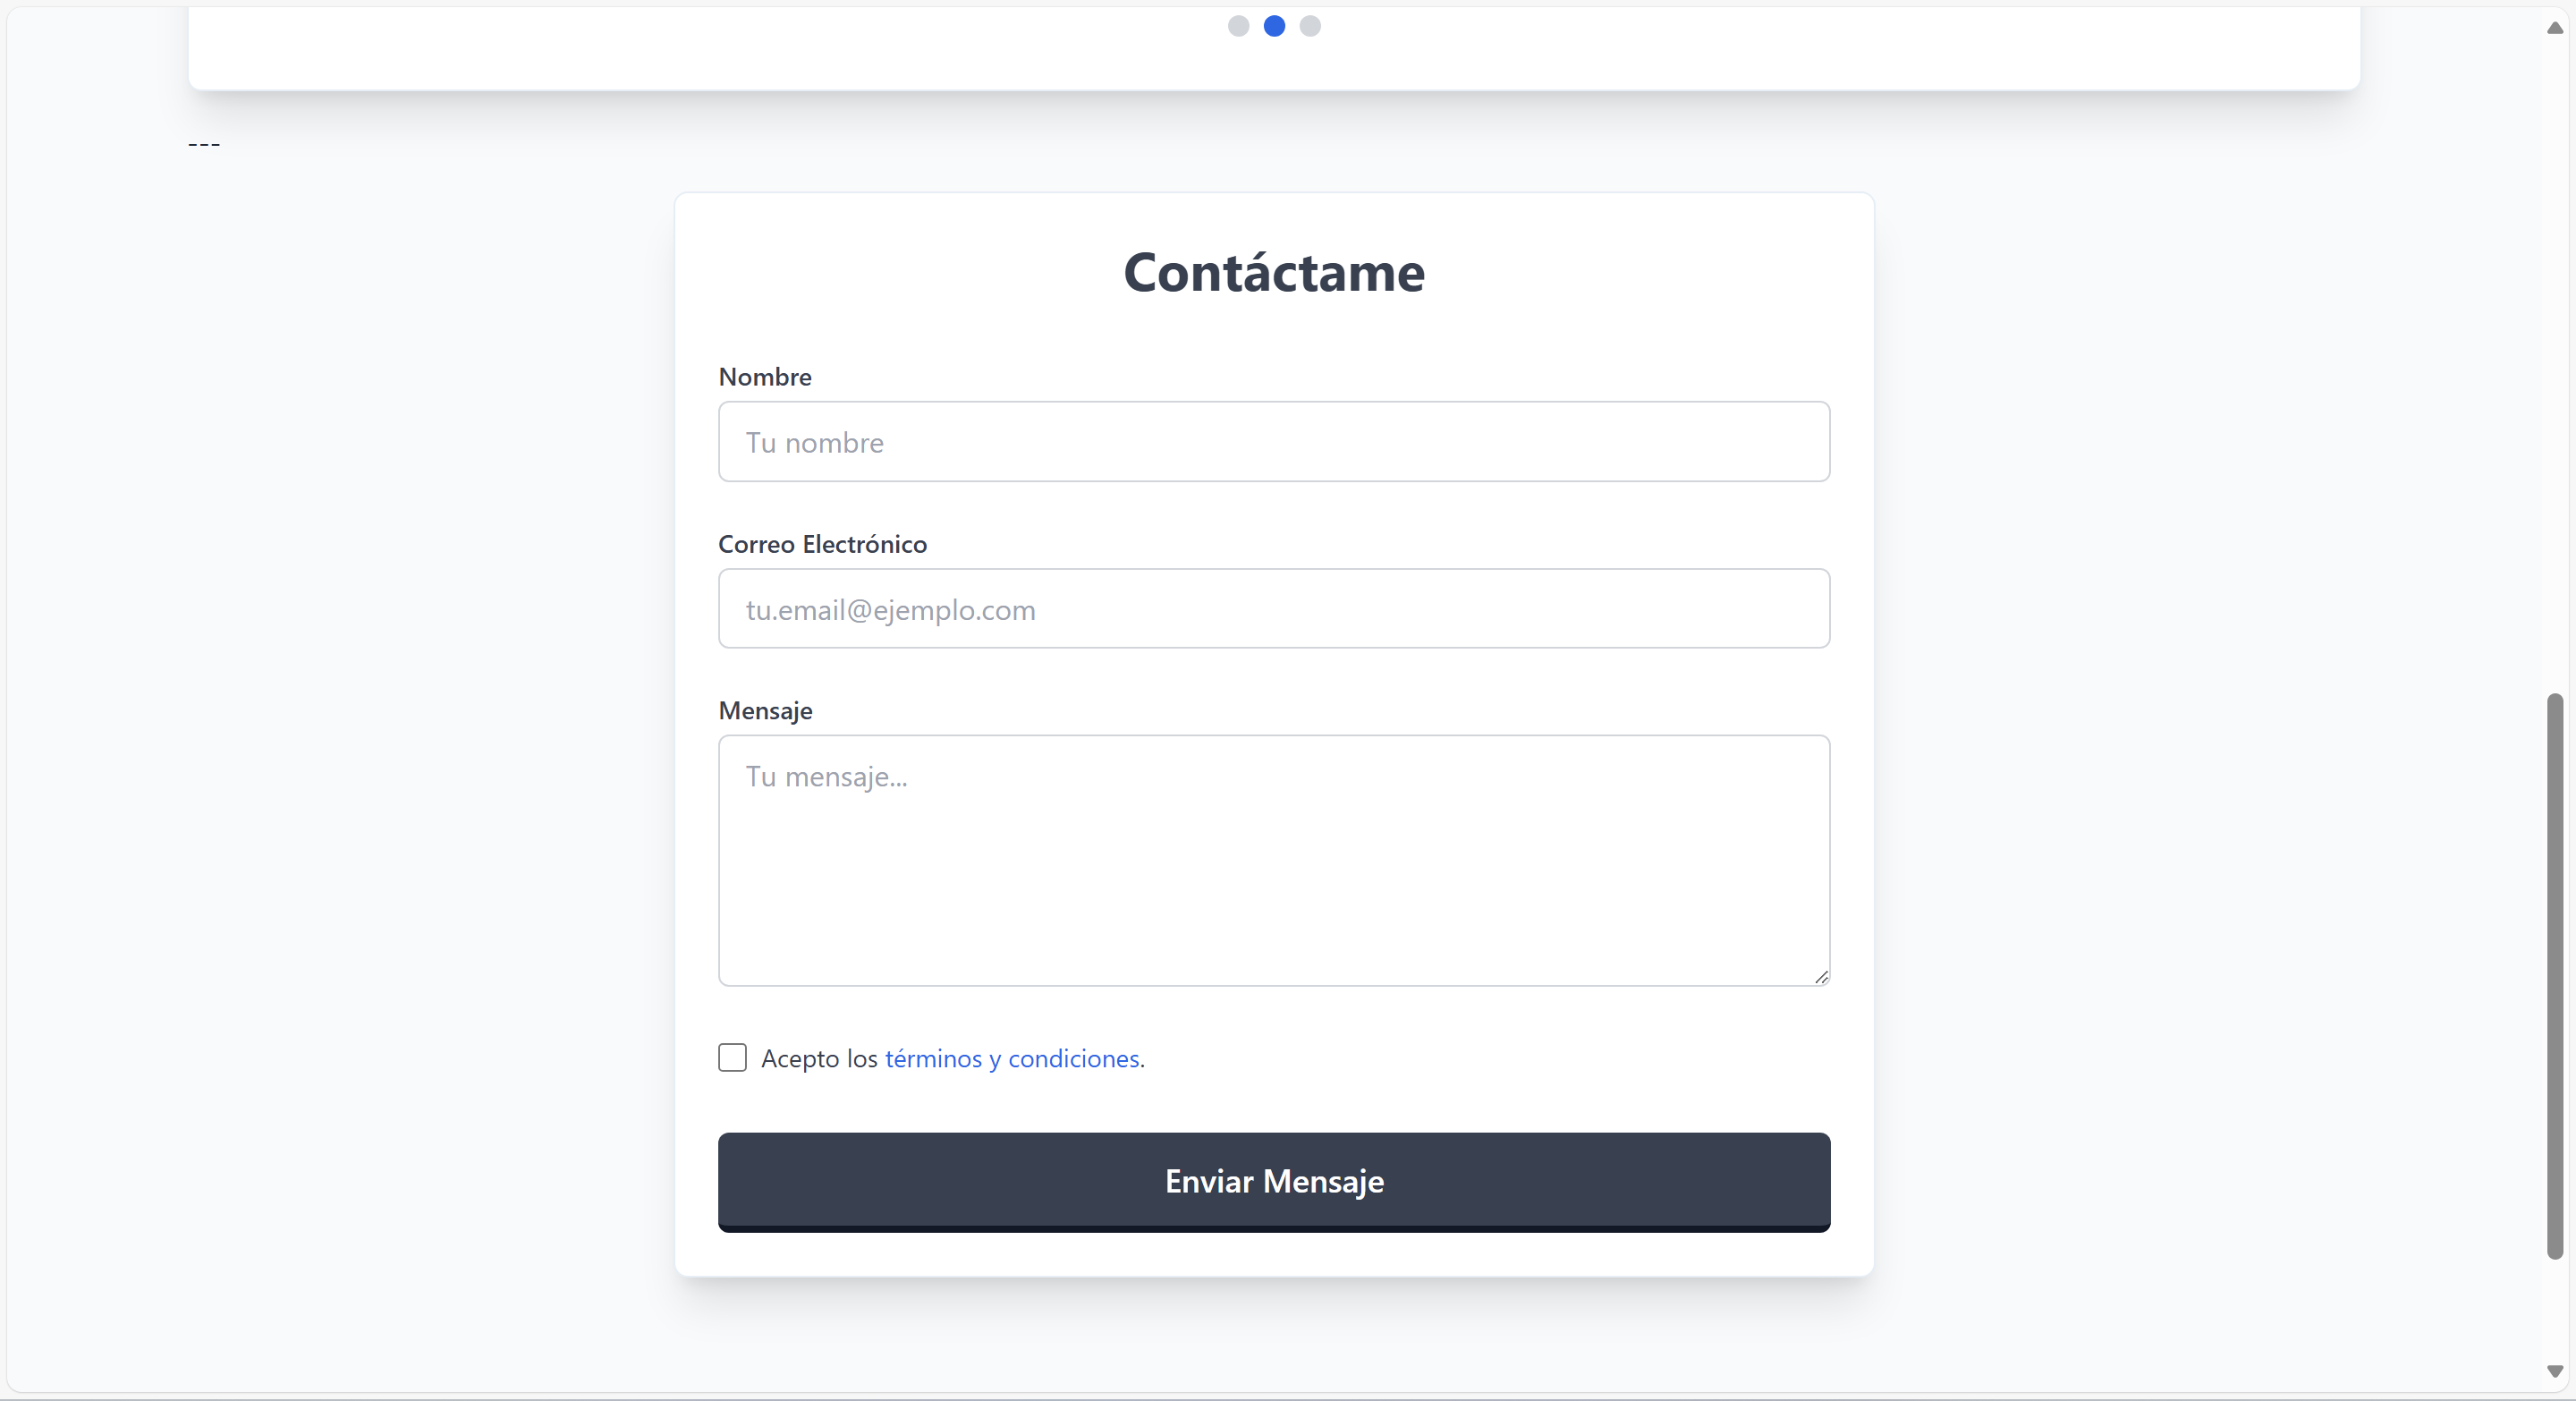 ---
Contáctame
Nombre
Tu nombre
Correo Electrónico
tu.email@ejemplo.com
Mensaje
Tu mensaje...
Acepto los términos y condiciones.
Enviar Mensaje